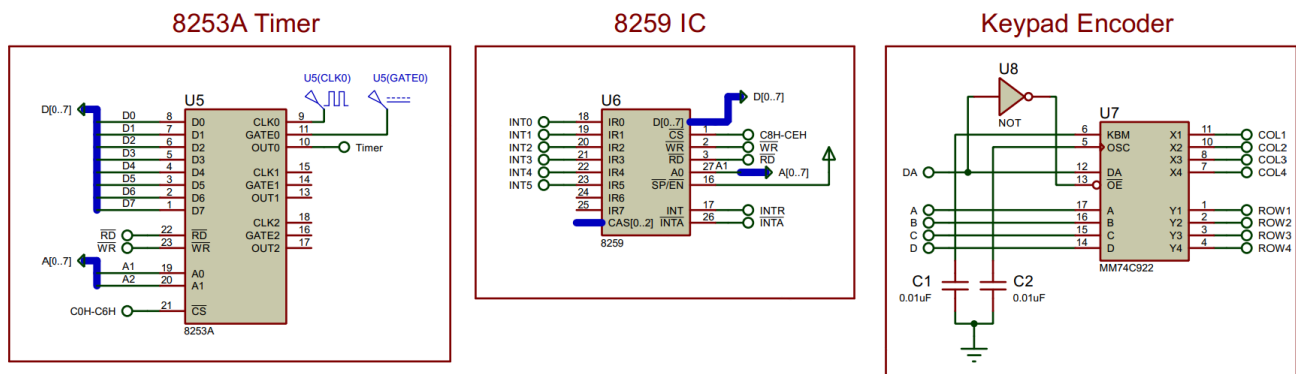 8253A Timer
U5(CLK0) U5(GATE0)
U5
D[0..7]
D0 8 D0 CLK0 9
D1 7 D1 GATE0 11
D2 6 D2 OUT0 10 Timer
D3 5 D3
D4 4 D4 CLK1 15
D5 3 D5 GATE1 14
D6 2 D6 OUT1 13
D7 1 D7
CLK2 18
RD 22 RD GATE2 16
WR 23 WR OUT2 17
A[0..7]
A1 19 A0
A2 20 A1
C0H-C6H 21 CS
8253A
8259 IC
U6
D[0..7]
INT0 18 IR0 D[0..7]
INT1 19 IR1 CS 1 C8H-CEH
INT2 20 IR2 WR 2 WR
INT3 21 IR3 RD 3 RD
INT4 22 IR4 A0 27 A1 A[0..7]
INT5 23 IR5 SP/EN 16
24 IR6
25 IR7 INT 17 INTR
CAS[0..2] INTA 26 INTA
8259
Keypad Encoder
U8
NOT
U7
6 KBM X1 11 COL1
5 OSC X2 10 COL2
X3 8 COL3
DA 12 DA X4 7 COL4
13 OE
A 17 A Y1 1 ROW1
B 16 B Y2 2 ROW2
C 15 C Y3 3 ROW3
D 14 D Y4 4 ROW4
MM74C922
C1 C2
0.01uF 0.01uF